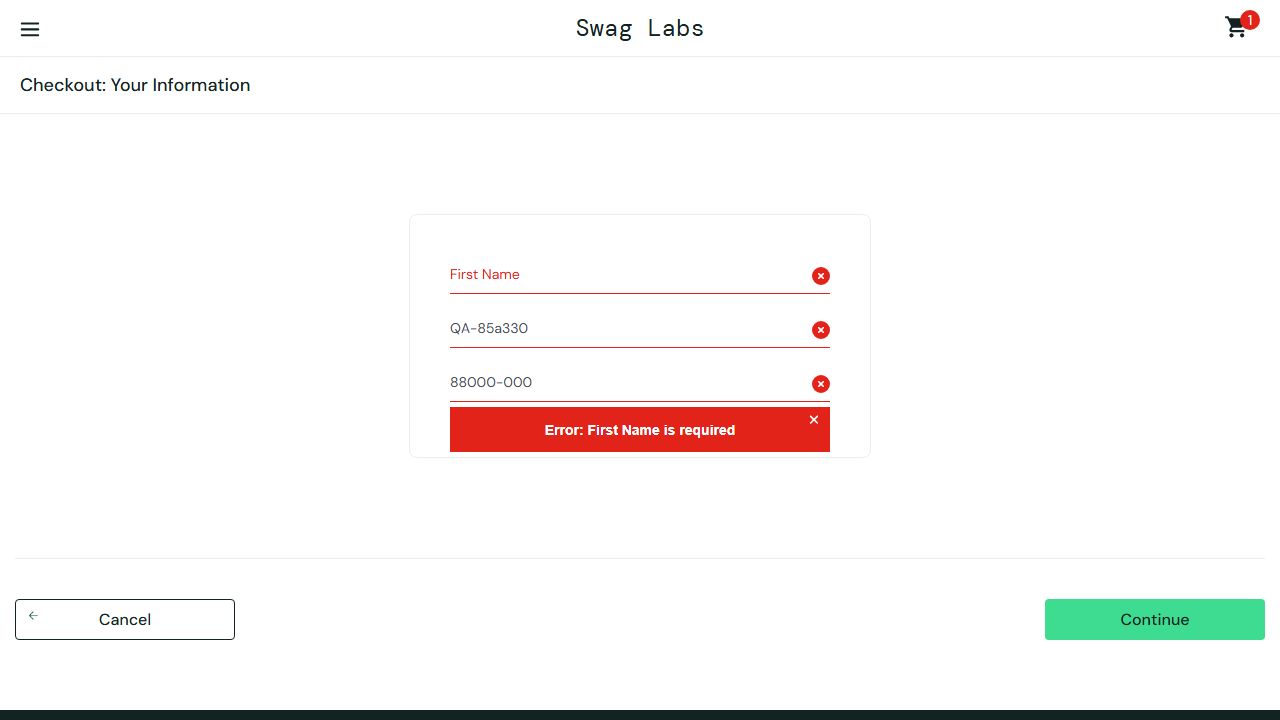 Swag Labs
1
Checkout: Your Information
First Name
QA-85a330
88000-000
Error: First Name is required
Cancel
Continue